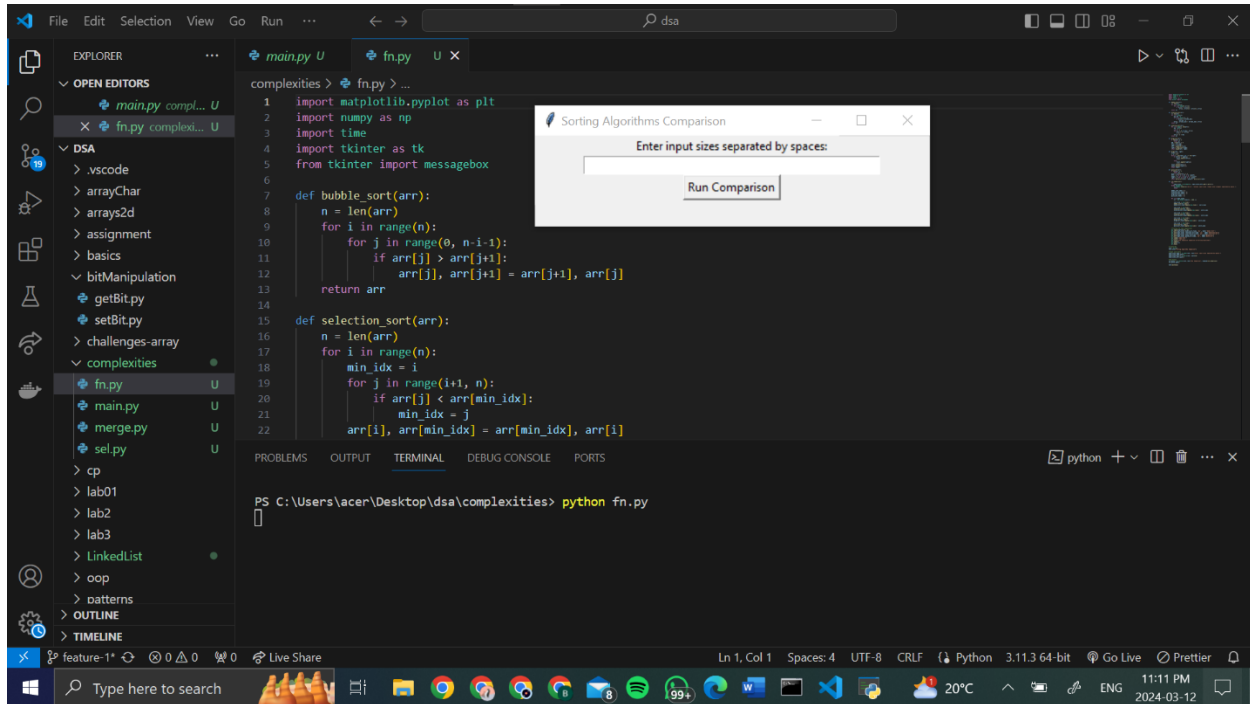 File Edit Selection View Go Run ··· dsa
EXPLORER ···
OPEN EDITORS
main.py compl... U
fn.py complexi... U
DSA
.vscode
arrayChar
arrays2d
assignment
basics
bitManipulation
getBit.py
setBit.py
challenges-array
complexities
fn.py U
main.py U
merge.py U
sel.py U
cp
lab01
lab2
lab3
LinkedList
oop
patterns
OUTLINE
TIMELINE
19
main.py U fn.py U
complexities > fn.py > ...
1 import matplotlib.pyplot as plt
2 import numpy as np
3 import time
4 import tkinter as tk
5 from tkinter import messagebox
6
7 def bubble_sort(arr):
8 n = len(arr)
9 for i in range(n):
10 for j in range(0, n-i-1):
11 if arr[j] > arr[j+1]:
12 arr[j], arr[j+1] = arr[j+1], arr[j]
13 return arr
14
15 def selection_sort(arr):
16 n = len(arr)
17 for i in range(n):
18 min_idx = i
19 for j in range(i+1, n):
20 if arr[j] < arr[min_idx]:
21 min_idx = j
22 arr[i], arr[min_idx] = arr[min_idx], arr[i]
Sorting Algorithms Comparison
Enter input sizes separated by spaces:
Run Comparison
PROBLEMS OUTPUT TERMINAL DEBUG CONSOLE PORTS python
PS C:\Users\acer\Desktop\dsa\complexities> python fn.py
feature-1* 0 0 0 Live Share Ln 1, Col 1 Spaces: 4 UTF-8 CRLF Python 3.11.3 64-bit Go Live Prettier
Type here to search 8 99+ 1 20°C ENG 11:11 PM
2024-03-12